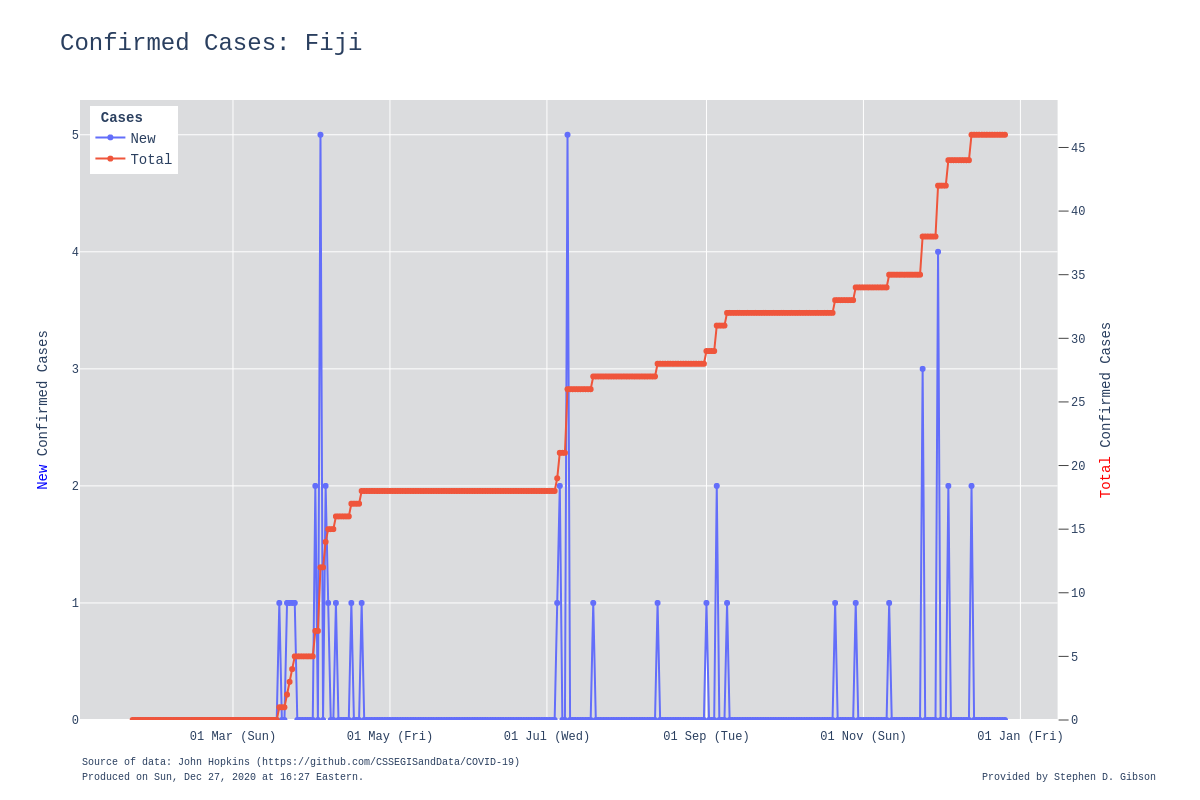 Confirmed Cases: Fiji
Cases
New
Total
5
4
3
2
1
0
New Confirmed Cases
45
40
35
30
25
20
15
10
5
0
Total Confirmed Cases
01 Mar (Sun) 01 May (Fri) 01 Jul (Wed) 01 Sep (Tue) 01 Nov (Sun) 01 Jan (Fri)
Source of data: John Hopkins (https://github.com/CSSEGISandData/COVID-19)
Produced on Sun, Dec 27, 2020 at 16:27 Eastern.
Provided by Stephen D. Gibson